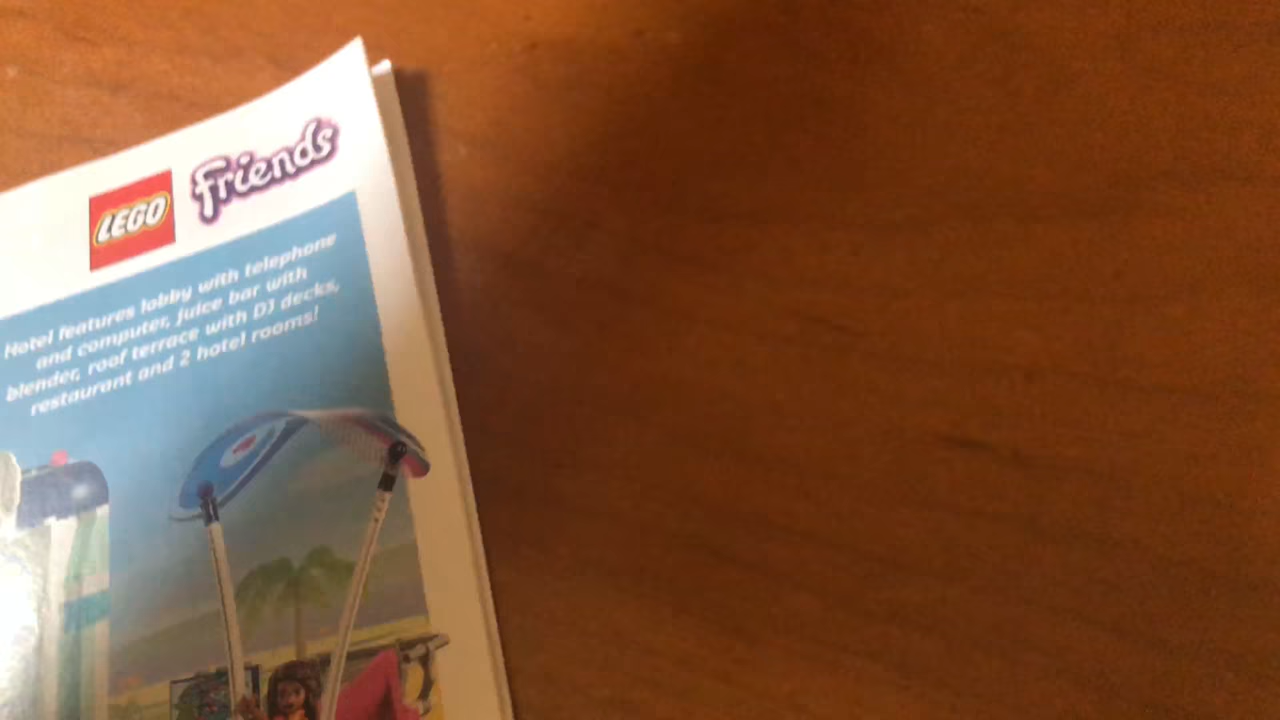 LEGO friends
Hotel features lobby with telephone
and computer, juice bar with
blender, roof terrace with DJ decks,
restaurant and 2 hotel rooms!